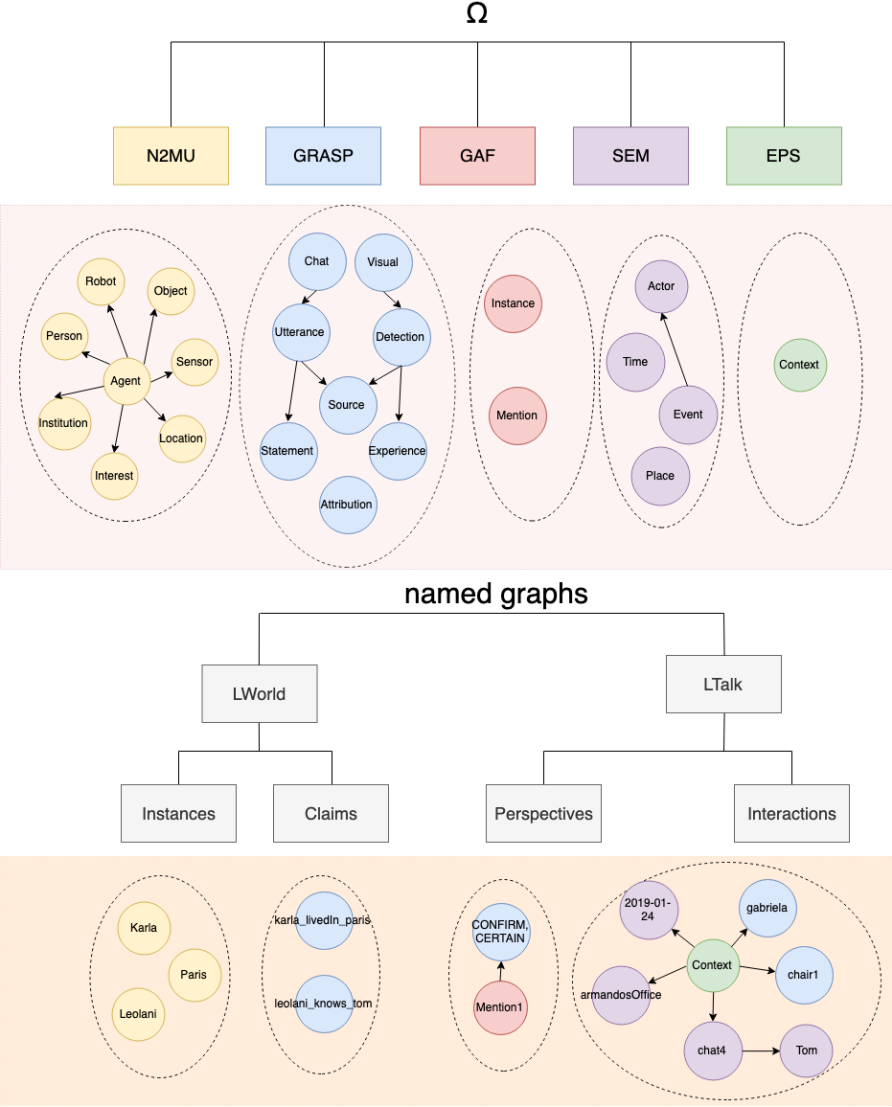 Ω
N2MU
GRASP
GAF
SEM
EPS
Robot
Object
Person
Sensor
Agent
Institution
Location
Interest
Chat
Visual
Utterance
Detection
Source
Statement
Experience
Attribution
Instance
Mention
Actor
Time
Event
Place
Context
named graphs
LWorld
LTalk
Instances
Claims
Perspectives
Interactions
Karla
Paris
Leolani
karla_livedIn_paris
leolani_knows_tom
CONFIRM,
CERTAIN
Mention1
2019-01-
24
gabriela
Context
chair1
armandosOffice
chat4
Tom